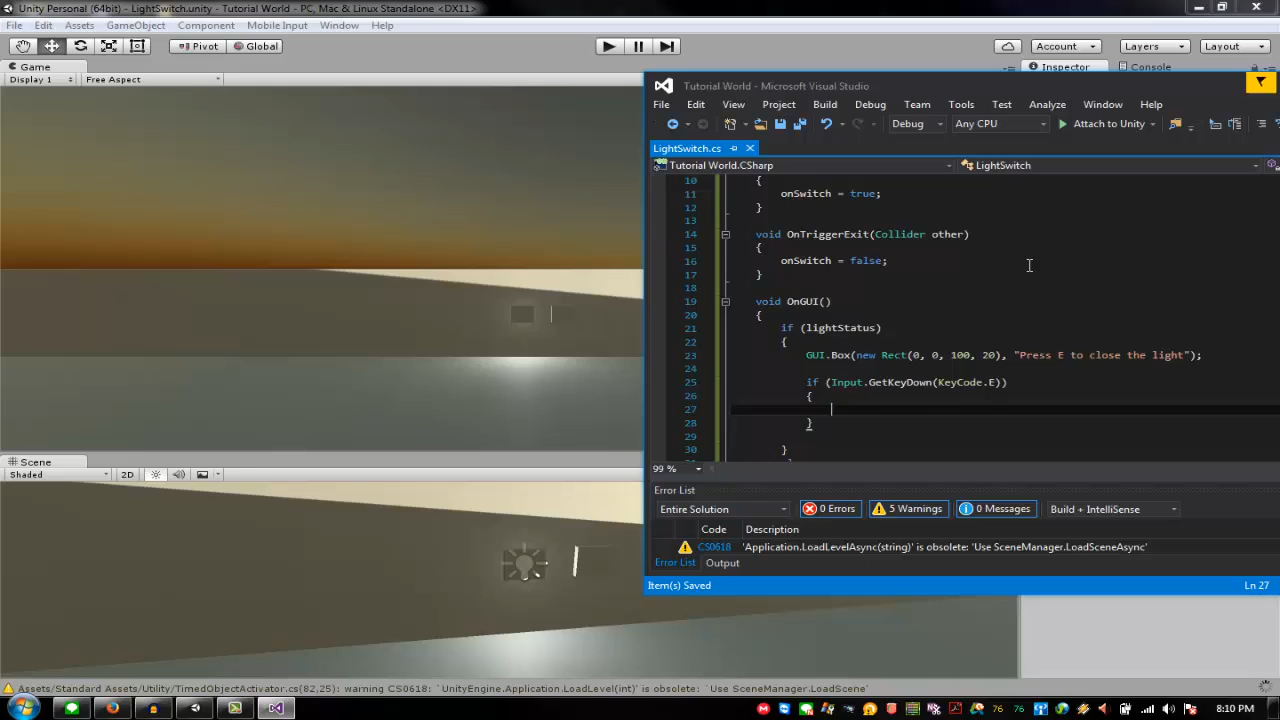 Unity Personal (64bit) - LightSwitch.unity - Tutorial World - PC, Mac & Linux Standalone <DX11>
File Edit Assets GameObject Component Mobile Input Window Help
Pivot Global Account Layers Layout
Game Inspector Console
Display 1 Free Aspect
Tutorial World - Microsoft Visual Studio
File Edit View Project Build Debug Team Tools Test Analyze Window Help
Debug Any CPU Attach to Unity
LightSwitch.cs
Tutorial World.CSharp LightSwitch
10 {
11 onSwitch = true;
12 }
13
14 void OnTriggerExit(Collider other)
15 {
16 onSwitch = false;
17 }
18
19 void OnGUI()
20 {
21 if (lightStatus)
22 {
23 GUI.Box(new Rect(0, 0, 100, 20), "Press E to close the light");
24
25 if (Input.GetKeyDown(KeyCode.E))
26 {
27
28 }
29
30 }
99 %
Error List
Entire Solution 0 Errors 5 Warnings 0 Messages Build + IntelliSense
Code Description
CS0618 'Application.LoadLevelAsync(string)' is obsolete: 'Use SceneManager.LoadSceneAsync'
Error List Output
Item(s) Saved Ln 27
Scene
Shaded 2D
Assets/Standard Assets/Utility/TimedObjectActivator.cs(82,25): warning CS0618: `UnityEngine.Application.LoadLevel(int)' is obsolete: `Use SceneManager.LoadScene'
76 76 8:10 PM